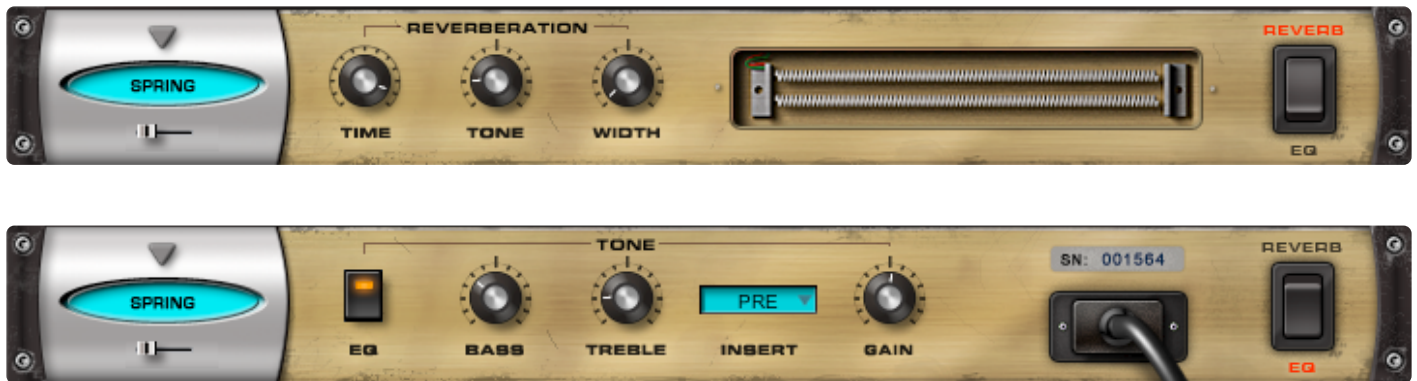 REVERBERATION
REVERB
SPRING
TIME
TONE
WIDTH
EQ
TONE
REVERB
SN: 001564
SPRING
PRE
EQ
BASS
TREBLE
INSERT
GAIN
EQ